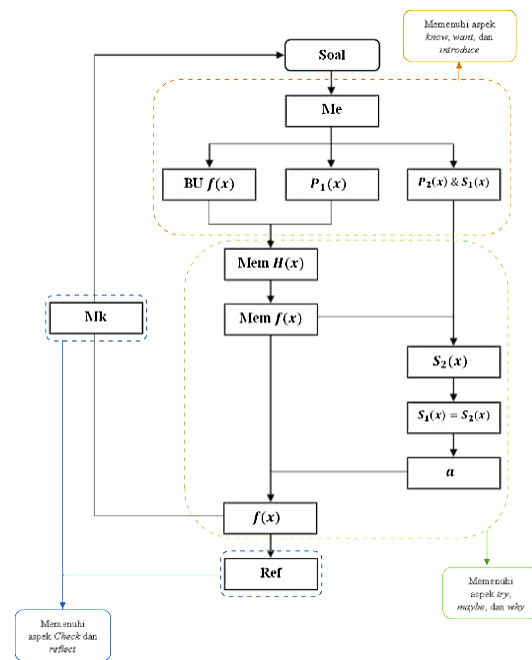 Memenuhi aspek
know, want, dan
introduce
Soal
Me
BU f(x)
P₁(x)
P₂(x) & S₁(x)
Mem H(x)
Mem f(x)
Mk
S₂(x)
S₁(x) = S₂(x)
a
f(x)
Ref
Memenuhi
aspek try,
maybe, dan why
Memenuhi
aspek Check dan
reflect